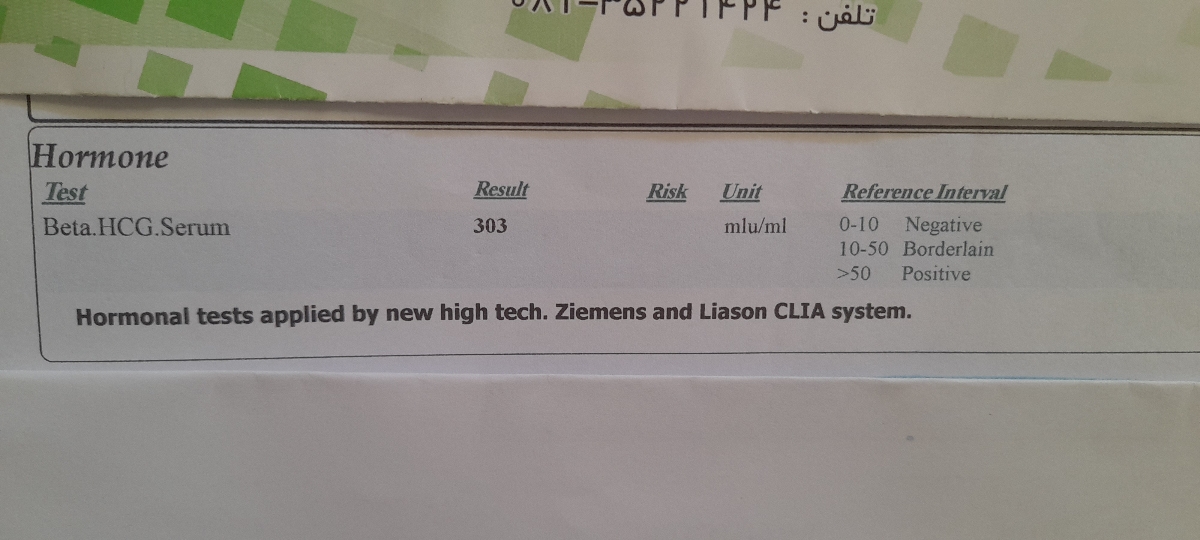 تلفن :
Hormone
Test Result Risk Unit Reference Interval
Beta.HCG.Serum 303 mlu/ml 0-10 Negative
10-50 Borderlain
>50 Positive
Hormonal tests applied by new high tech. Ziemens and Liason CLIA system.